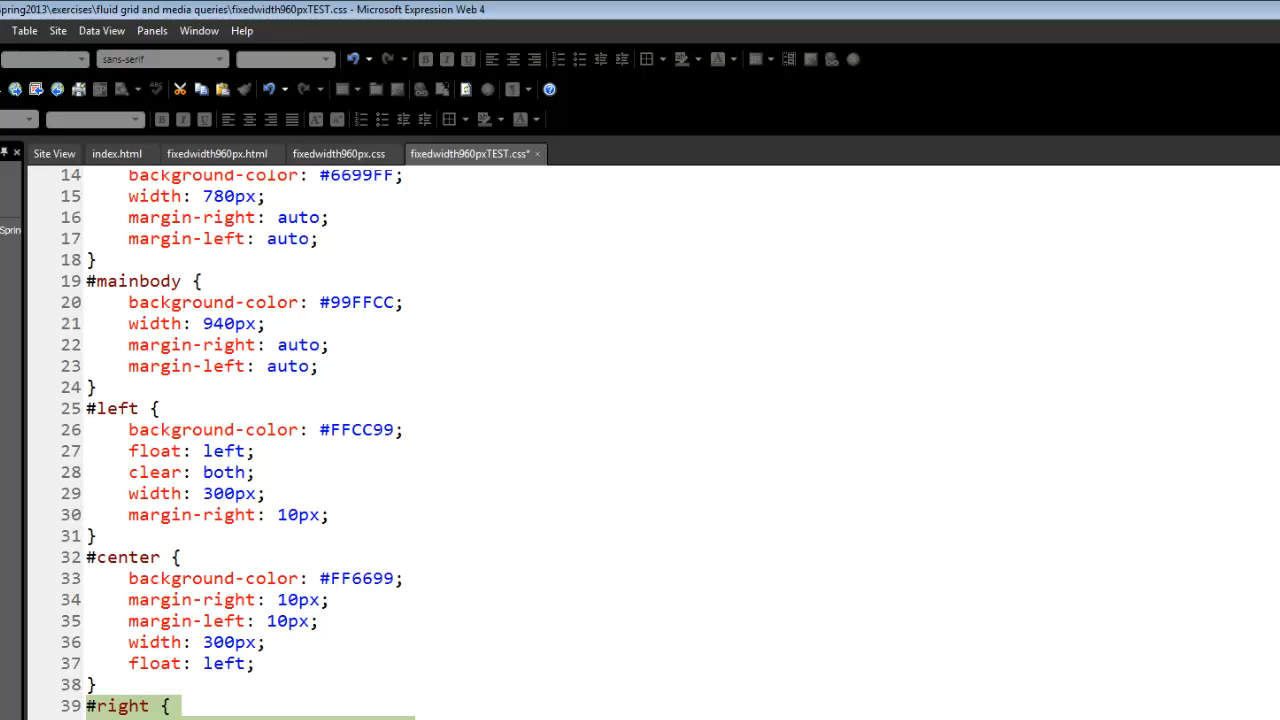 Spring2013\exercises\fluid grid and media queries\fixedwidth960pxTEST.css - Microsoft Expression Web 4
Table Site Data View Panels Window Help
sans-serif
Site View index.html fixedwidth960px.html fixedwidth960px.css fixedwidth960pxTEST.css*
14 background-color: #6699FF;
15 width: 780px;
16 margin-right: auto;
17 margin-left: auto;
18 }
19 #mainbody {
Sprin
20 background-color: #99FFCC;
21 width: 940px;
22 margin-right: auto;
23 margin-left: auto;
24 }
25 #left {
26 background-color: #FFCC99;
27 float: left;
28 clear: both;
29 width: 300px;
30 margin-right: 10px;
31 }
32 #center {
33 background-color: #FF6699;
34 margin-right: 10px;
35 margin-left: 10px;
36 width: 300px;
37 float: left;
38 }
39 #right {